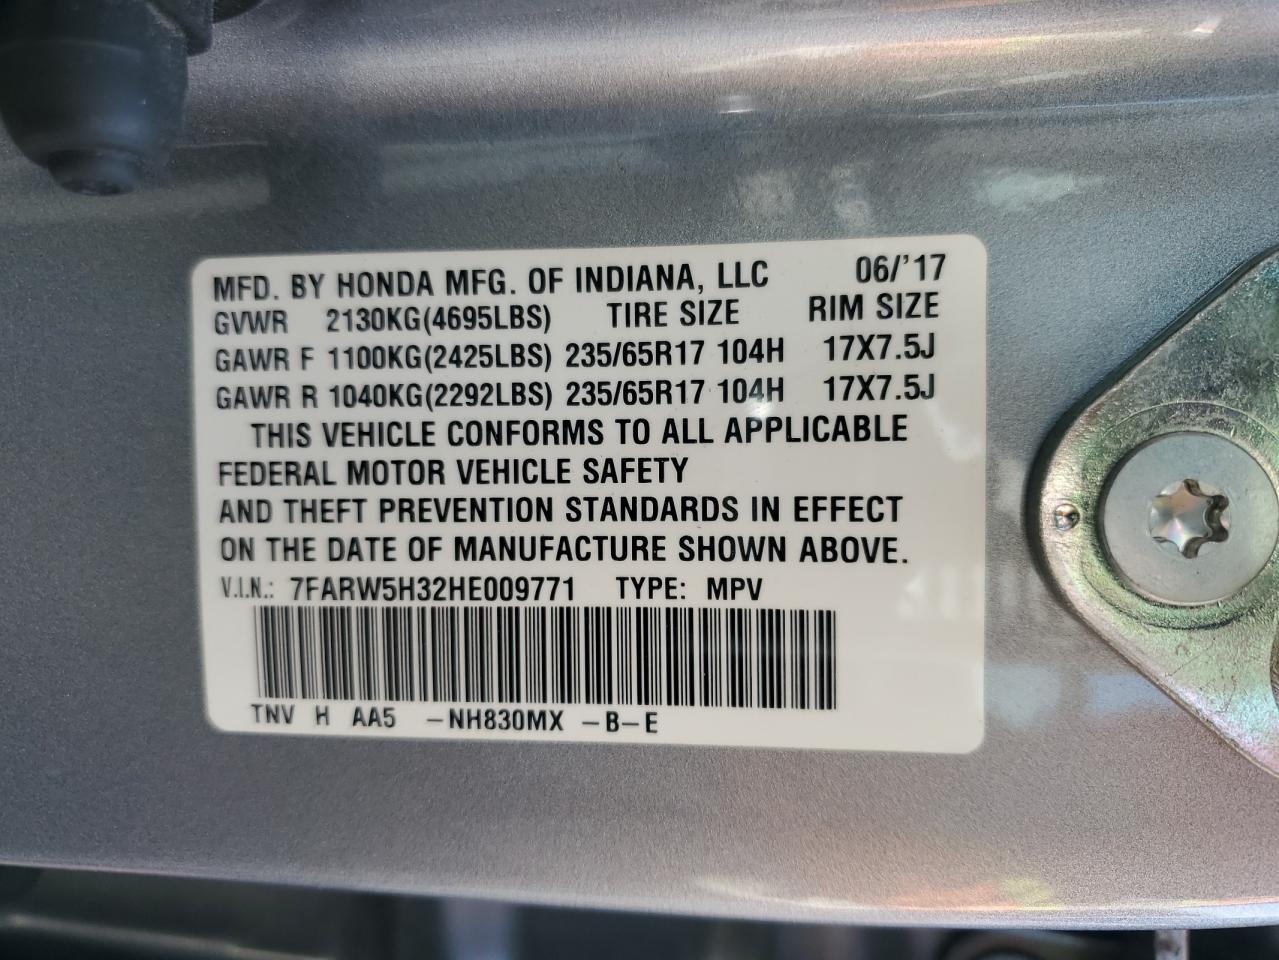 MFD. BY HONDA MFG. OF INDIANA, LLC 06/'17
GVWR 2130KG(4695LBS) TIRE SIZE RIM SIZE
GAWR F 1100KG(2425LBS) 235/65R17 104H 17X7.5J
GAWR R 1040KG(2292LBS) 235/65R17 104H 17X7.5J
THIS VEHICLE CONFORMS TO ALL APPLICABLE
FEDERAL MOTOR VEHICLE SAFETY
AND THEFT PREVENTION STANDARDS IN EFFECT
ON THE DATE OF MANUFACTURE SHOWN ABOVE.
V.I.N.: 7FARW5H32HE009771 TYPE: MPV
TNV H AA5 -NH830MX -B-E